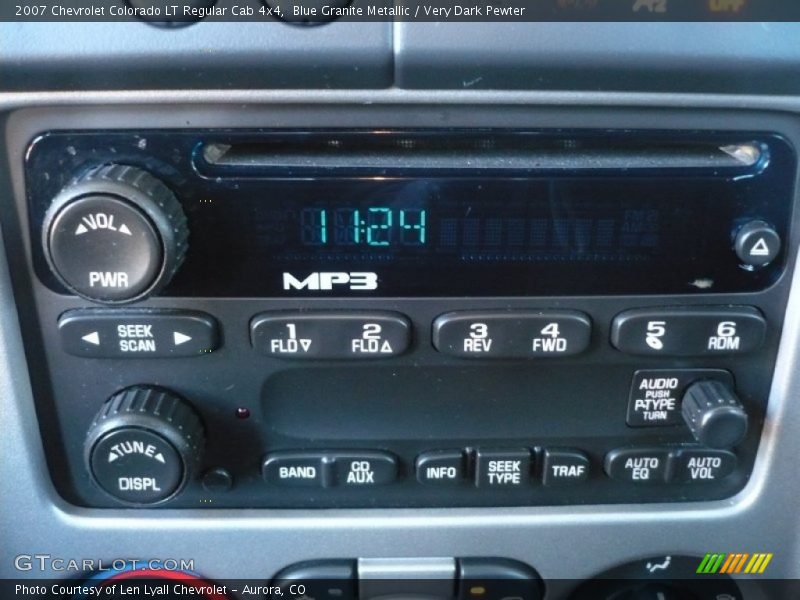 2007 Chevrolet Colorado LT Regular Cab 4x4, Blue Granite Metallic / Very Dark Pewter
OFF
VOL
PWR
11:24
MP3
SEEK
SCAN
1 2 3 4 5 6
FLD FLD REV FWD RDM
AUDIO
PUSH
P-TYPE
TURN
TUNE
DISPL
BAND CD AUX INFO SEEK TYPE TRAF AUTO EQ AUTO VOL
GTCARLOT.COM
Photo Courtesy of Len Lyall Chevrolet - Aurora, CO